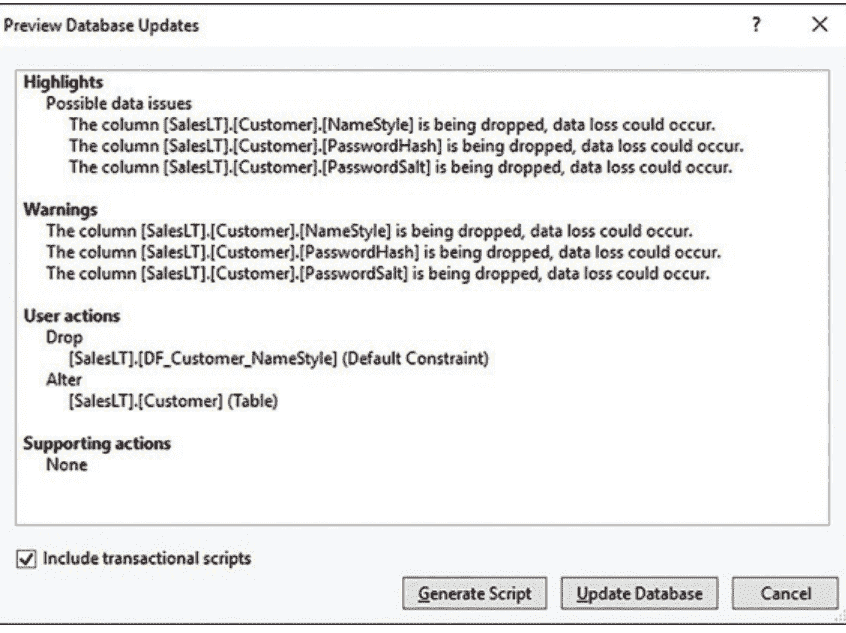 Preview Database Updates
?
Highlights
Possible data issues
The column [SalesLT].[Customer].[NameStyle] is being dropped, data loss could occur.
The column [SalesLT].[Customer].[PasswordHash] is being dropped, data loss could occur.
The column [SalesLT].[Customer].[PasswordSalt] is being dropped, data loss could occur.
Warnings
The column [SalesLT].[Customer].[NameStyle] is being dropped, data loss could occur.
The column [SalesLT].[Customer].[PasswordHash] is being dropped, data loss could occur.
The column [SalesLT].[Customer].[PasswordSalt] is being dropped, data loss could occur.
User actions
Drop
[SalesLT].[DF_Customer_NameStyle] (Default Constraint)
Alter
[SalesLT].[Customer] (Table)
Supporting actions
None
Include transactional scripts
Generate Script Update Database Cancel